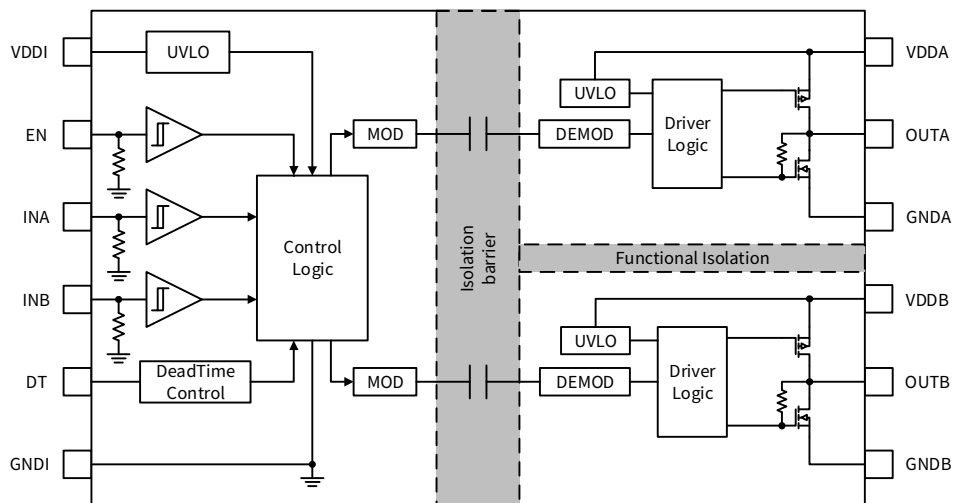 VDDI
UVLO
EN
INA
INB
DT
DeadTime
Control
GNDI
Control
Logic
MOD
MOD
Isolation
barrier
UVLO
DEMOD
Driver
Logic
VDDA
OUTA
GNDA
Functional Isolation
UVLO
DEMOD
Driver
Logic
VDDB
OUTB
GNDB